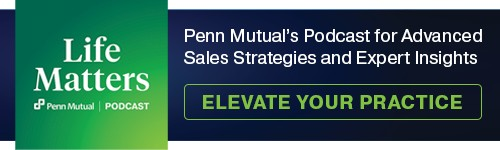 Life
Matters
Penn Mutual | PODCAST
Penn Mutual’s Podcast for Advanced
Sales Strategies and Expert Insights
ELEVATE YOUR PRACTICE